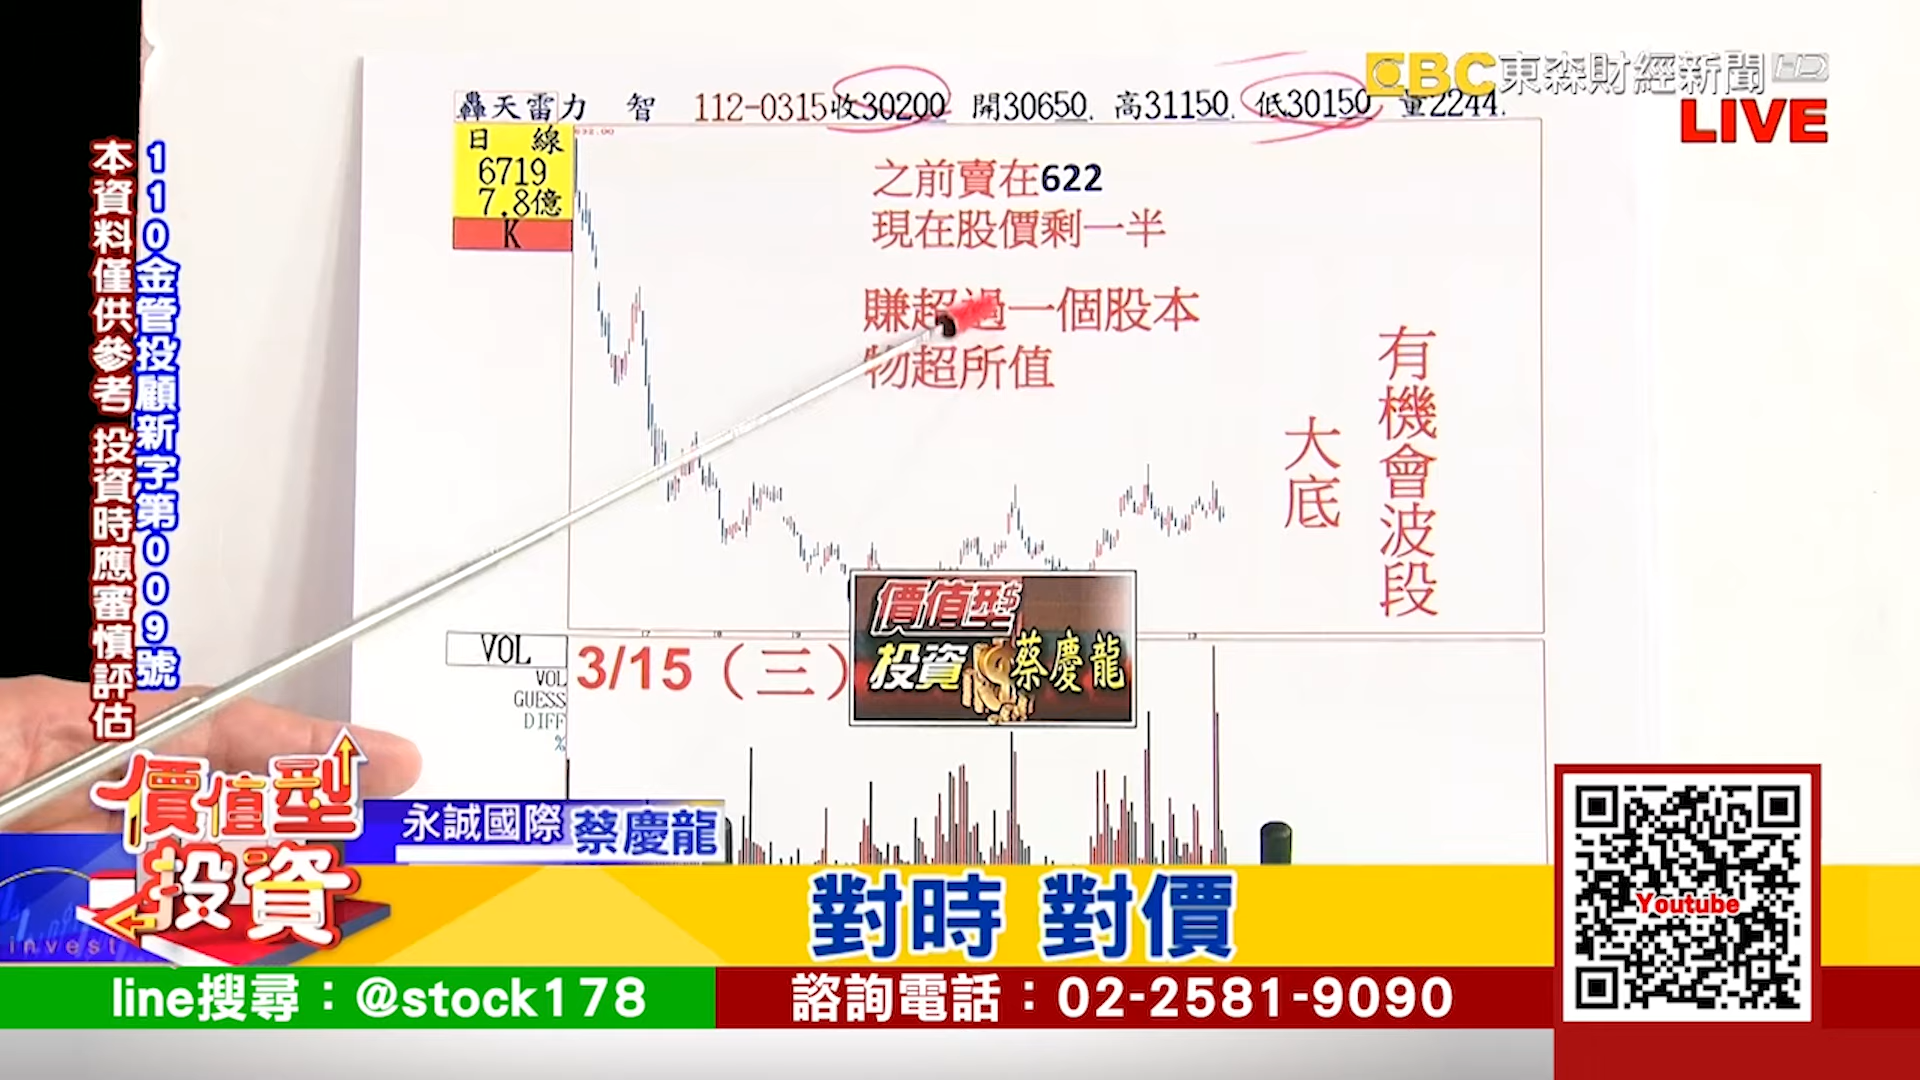 EBC東森財經新聞 HD
LIVE
轟天雷力 智 112-0315收30200 開30650. 高31150. 低30150 量2244.
日 線
6719
7.8億
K
632.00
之前賣在622
現在股價剩一半
賺超過一個股本
物超所值
有機會波段
大底
110金管投顧新字第009號
本資料僅供參考 投資時應審慎評估
VOL
VOL
GUESS
DIFF
%
3/15（三）
價值型
投資
蔡慶龍
價值型
投資
invest
永誠國際 蔡慶龍
對時 對價
Youtube
line搜尋：@stock178
諮詢電話：02-2581-9090